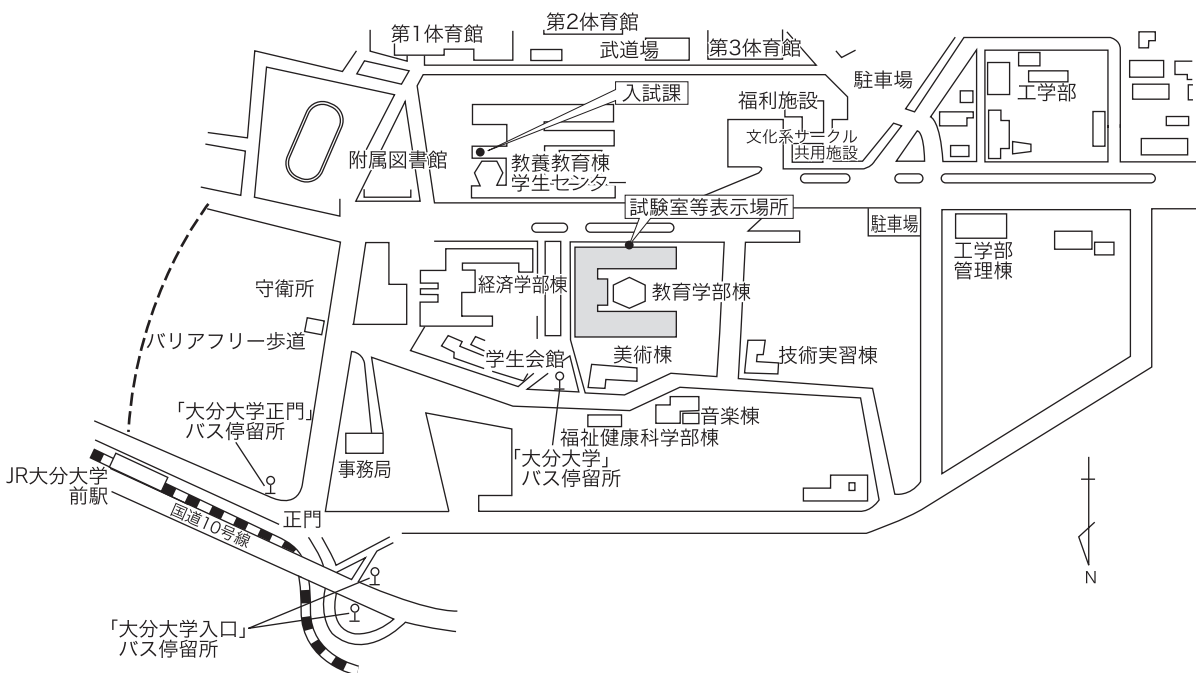 第2体育館
第1体育館
武道場
第3体育館
駐車場
入試課
福利施設
工学部
文化系サークル
共用施設
附属図書館
教養教育棟
学生センター
試験室等表示場所
駐車場
工学部
管理棟
守衛所
経済学部棟
教育学部棟
バリアフリー歩道
学生会館
美術棟
技術実習棟
「大分大学正門」
バス停留所
音楽棟
福祉健康科学部棟
「大分大学」
バス停留所
事務局
JR大分大学
前駅
国道10号線
正門
N
「大分大学入口」
バス停留所